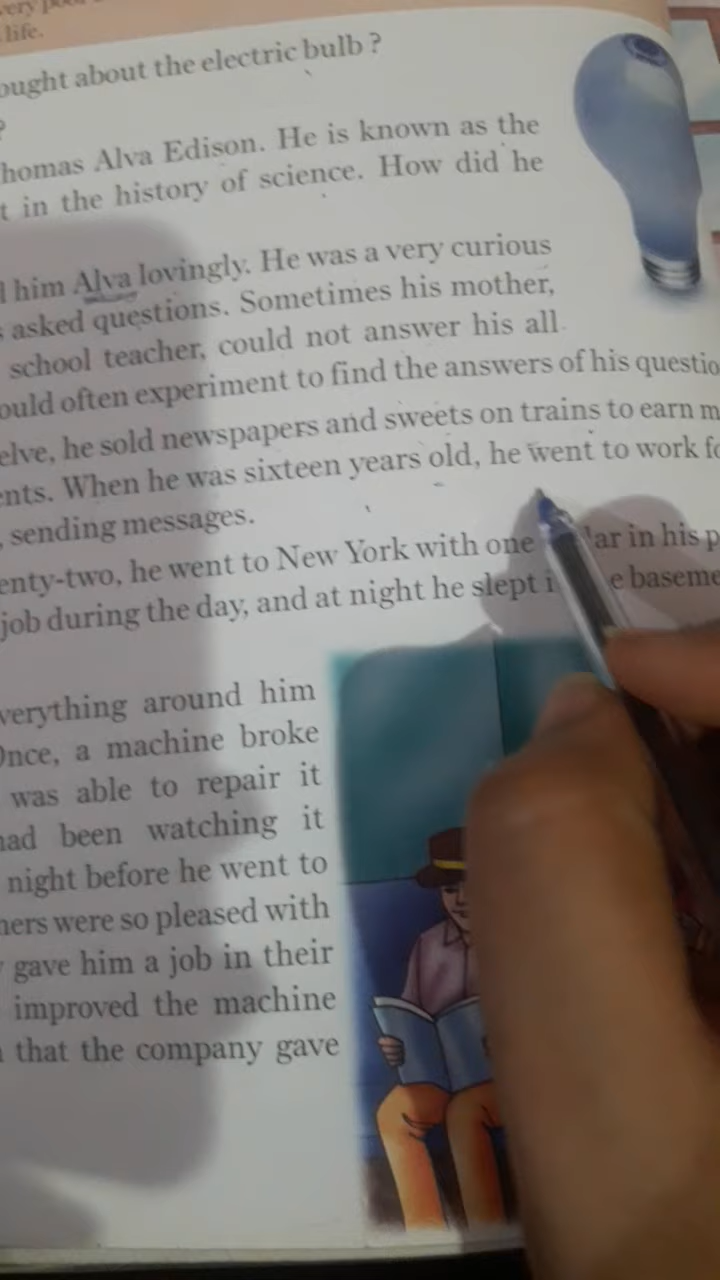 very
life.
ought about the electric bulb ?
?
homas Alva Edison. He is known as the
t in the history of science. How did he
l him Alva lovingly. He was a very curious
s asked questions. Sometimes his mother,
school teacher, could not answer his all
ould often experiment to find the answers of his questio
elve, he sold newspapers and sweets on trains to earn m
ents. When he was sixteen years old, he went to work fo
, sending messages.
enty-two, he went to New York with one lar in his p
job during the day, and at night he slept i e baseme
verything around him
Once, a machine broke
was able to repair it
had been watching it
night before he went to
ners were so pleased with
y gave him a job in their
improved the machine
that the company gave